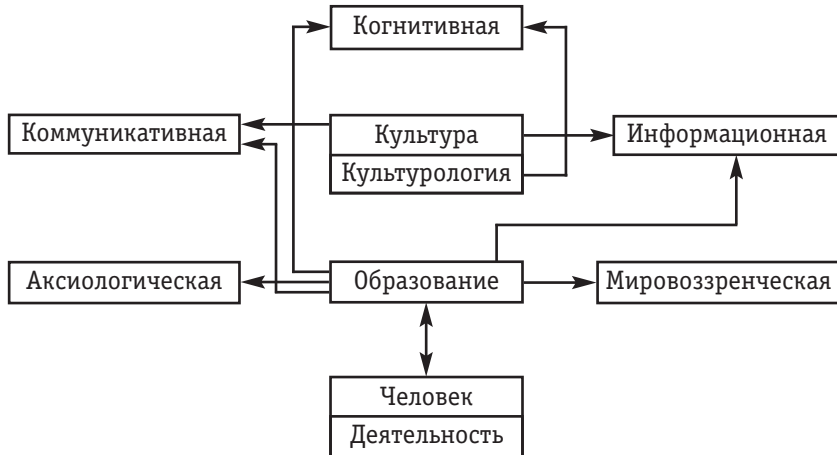 Когнитивная
Коммуникативная
Культура
Информационная
Культурология
Аксиологическая
Образование
Мировоззренческая
Человек
Деятельность